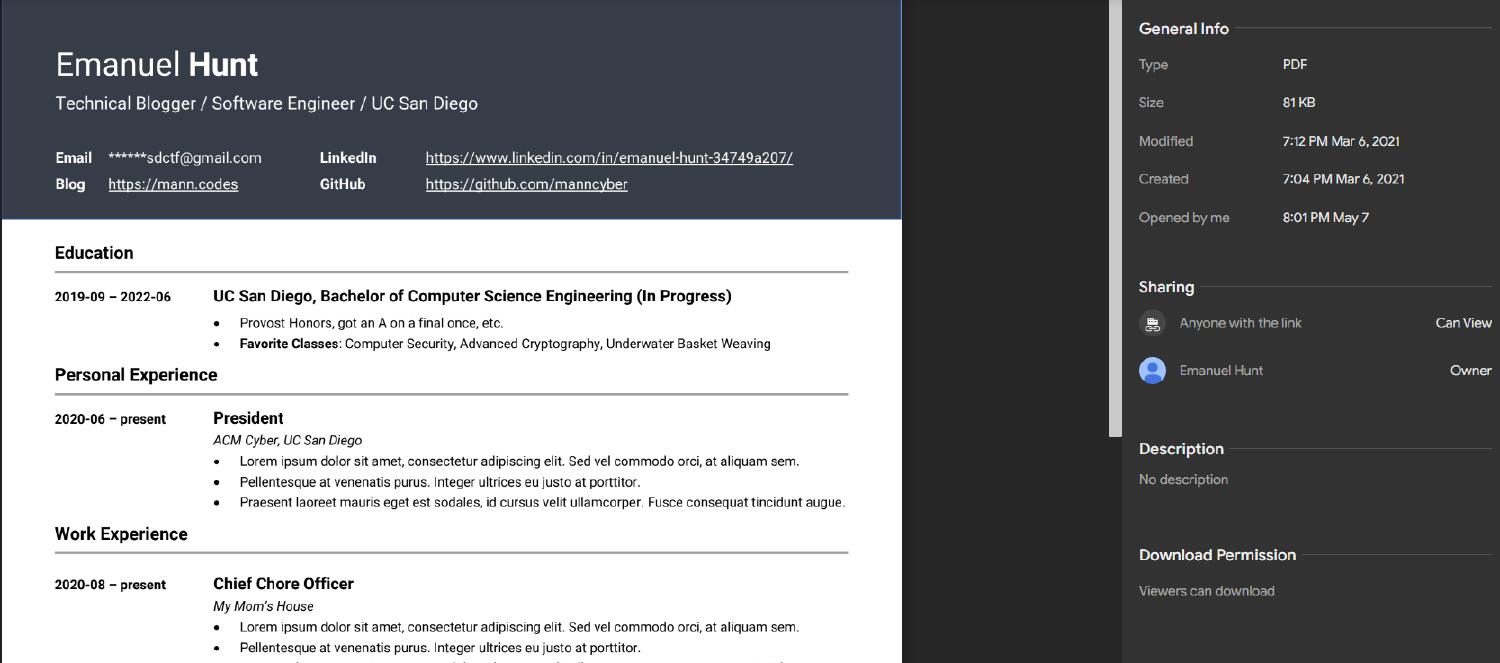 Emanuel Hunt
Technical Blogger / Software Engineer / UC San Diego
Email ******sdctf@gmail.com LinkedIn https://www.linkedin.com/in/emanuel-hunt-34749a207/
Blog https://mann.codes GitHub https://github.com/manncyber
Education
2019-09 – 2022-06 UC San Diego, Bachelor of Computer Science Engineering (In Progress)
• Provost Honors, got an A on a final once, etc.
• Favorite Classes: Computer Security, Advanced Cryptography, Underwater Basket Weaving
Personal Experience
2020-06 – present President
ACM Cyber, UC San Diego
• Lorem ipsum dolor sit amet, consectetur adipiscing elit. Sed vel commodo orci, at aliquam sem.
• Pellentesque at venenatis purus. Integer ultrices eu justo at porttitor.
• Praesent laoreet mauris eget est sodales, id cursus velit ullamcorper. Fusce consequat tincidunt augue.
Work Experience
2020-08 – present Chief Chore Officer
My Mom's House
• Lorem ipsum dolor sit amet, consectetur adipiscing elit. Sed vel commodo orci, at aliquam sem.
• Pellentesque at venenatis purus. Integer ultrices eu justo at porttitor.
General Info
Type PDF
Size 81 KB
Modified 7:12 PM Mar 6, 2021
Created 7:04 PM Mar 6, 2021
Opened by me 8:01 PM May 7
Sharing
Anyone with the link Can View
Emanuel Hunt Owner
Description
No description
Download Permission
Viewers can download